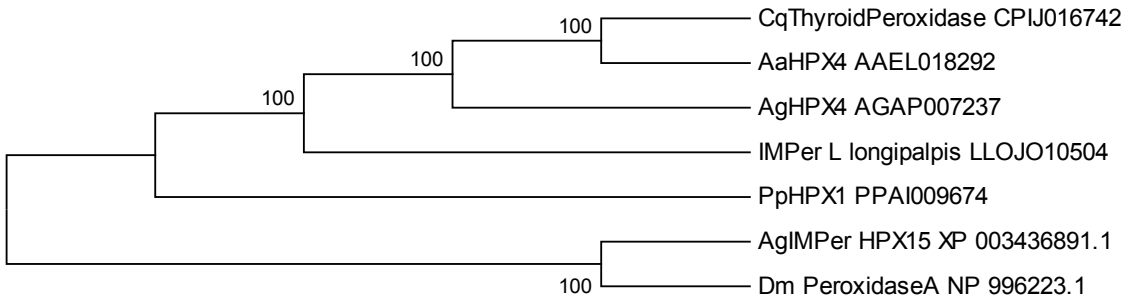 CqThyroidPeroxidase CPIJ016742
100
AaHPX4 AAEL018292
100
100
AgHPX4 AGAP007237
IMPer L longipalpis LLOJO10504
PpHPX1 PPAI009674
AgIMPer HPX15 XP 003436891.1
100
Dm PeroxidaseA NP 996223.1